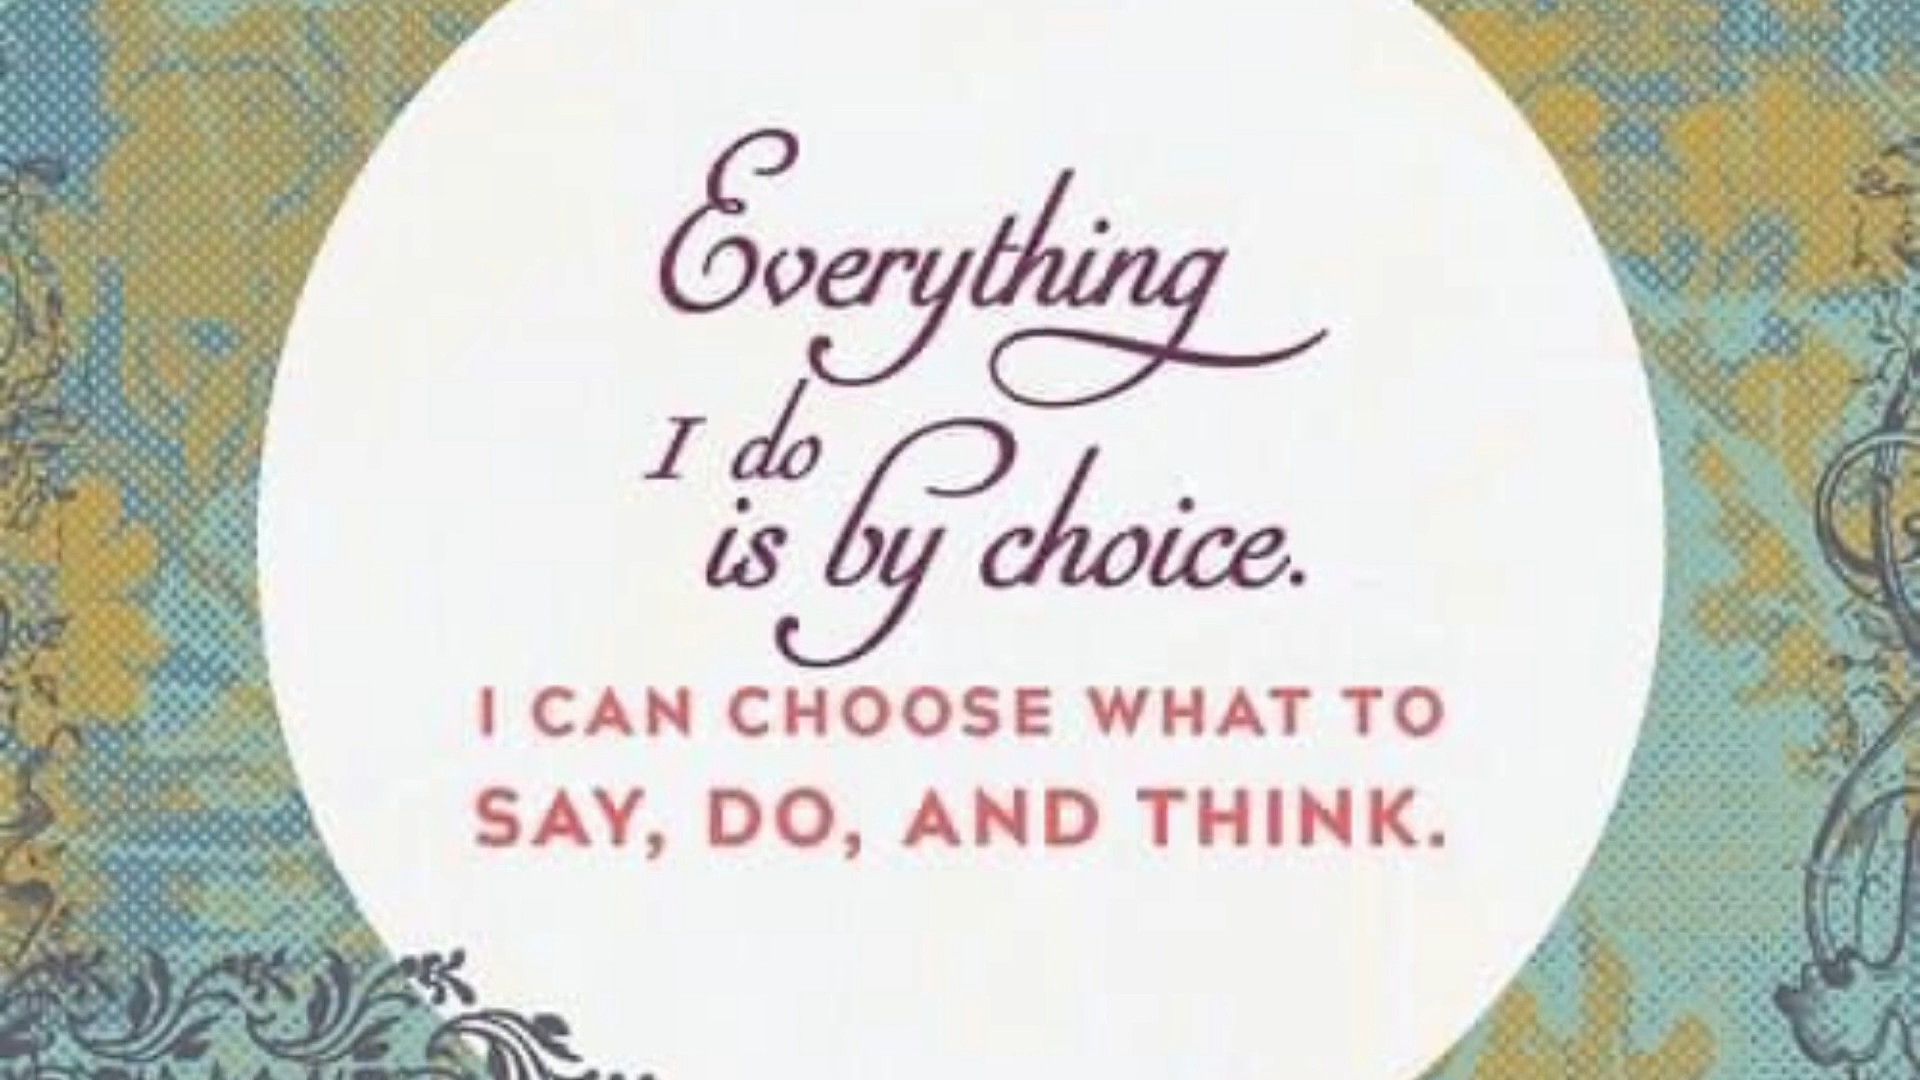 Everything
I do
is by choice.
I CAN CHOOSE WHAT TO
SAY, DO, AND THINK.